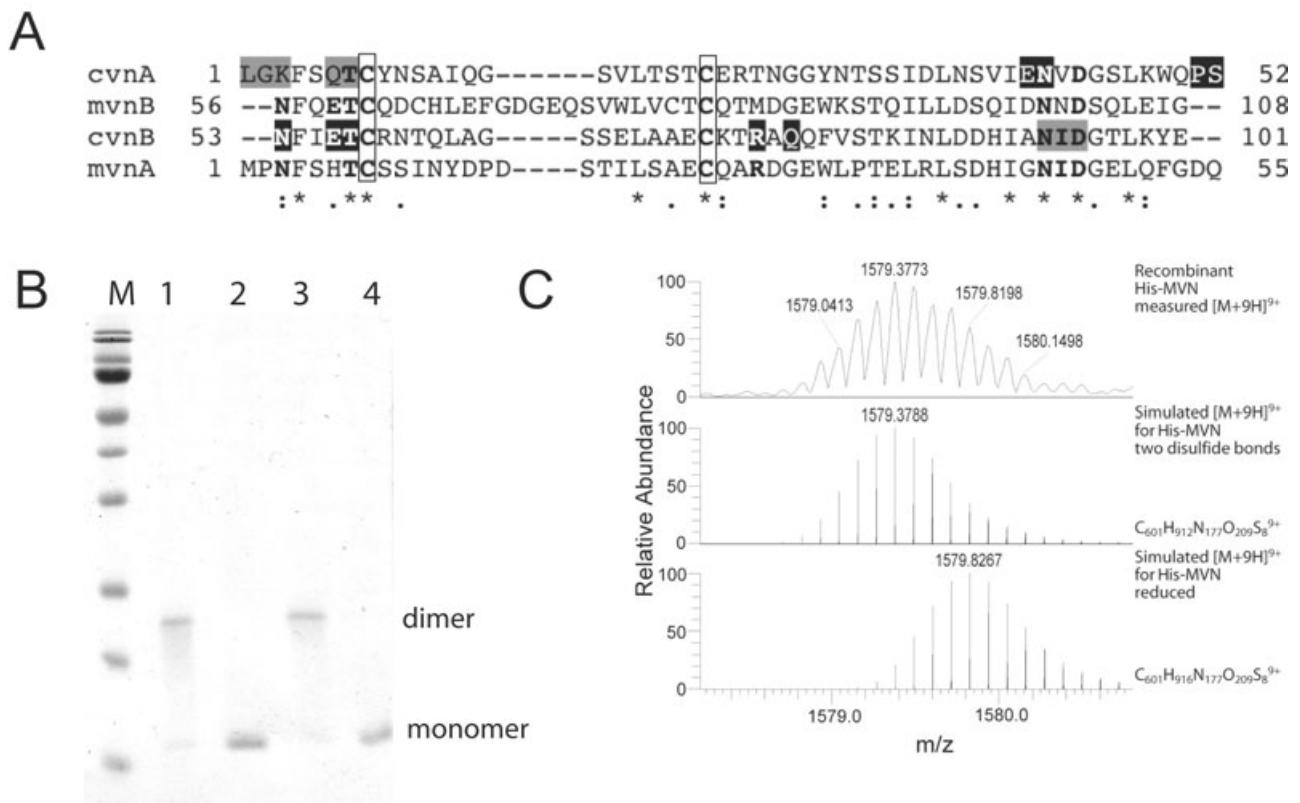 A
cvnA 1 LGKFSQTCYNSAIQG------SVLTSTCERTNGGYNTSSIDLNSVIENVDGSLKWQPS 52
mvnB 56 --NFQETCQDCHLEFGDGEQSVWLVCTCQTMDGEWKSTQILLDSQIDNNDSQLEIG-- 108
cvnB 53 --NFIETCRNTQLAG-----SSELAAECKTRAQQFVSTKINLDDHIANIDGTLKYE-- 101
mvnA 1 MPNFSHTCSSINYDPD----STILSAECQARDGEWLPTELRLSDHIGNIDGELQFGDQ 55
:* .** . * . *: : .:.: *.. * * *. *:
B
M 1 2 3 4
dimer
monomer
C
Relative Abundance
100
50
0
1579.0413
1579.3773
1579.8198
1580.1498
Recombinant
His-MVN
measured [M+9H]9+
100
50
0
1579.3788
Simulated [M+9H]9+
for His-MVN
two disulfide bonds
C601H912N177O209S89+
100
50
0
1579.8267
Simulated [M+9H]9+
for His-MVN
reduced
C601H916N177O209S89+
1579.0 1580.0
m/z